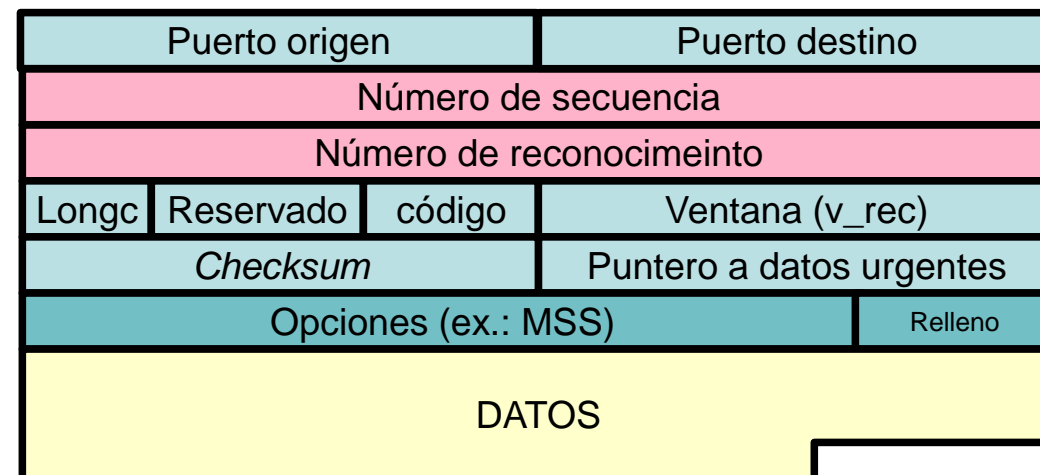 Puerto origen Puerto destino
Número de secuencia
Número de reconocimeinto
Longc Reservado código Ventana (v_rec)
Checksum Puntero a datos urgentes
Opciones (ex.: MSS) Relleno
DATOS